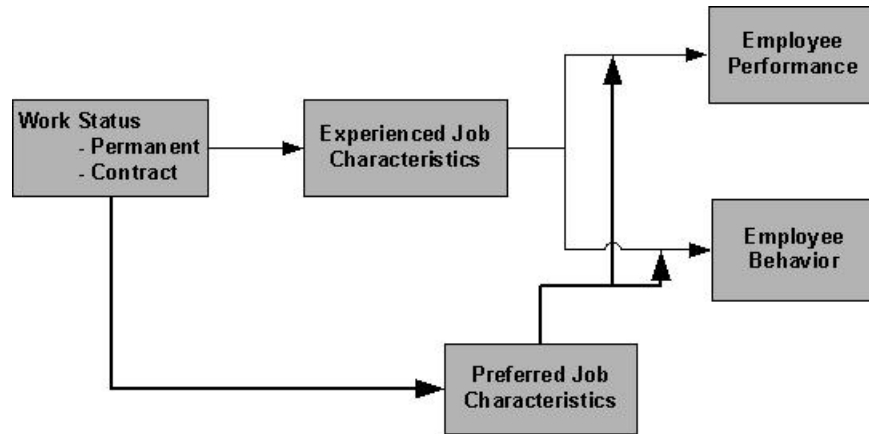 Work Status
- Permanent
- Contract
Experienced Job
Characteristics
Employee
Performance
Employee
Behavior
Preferred Job
Characteristics